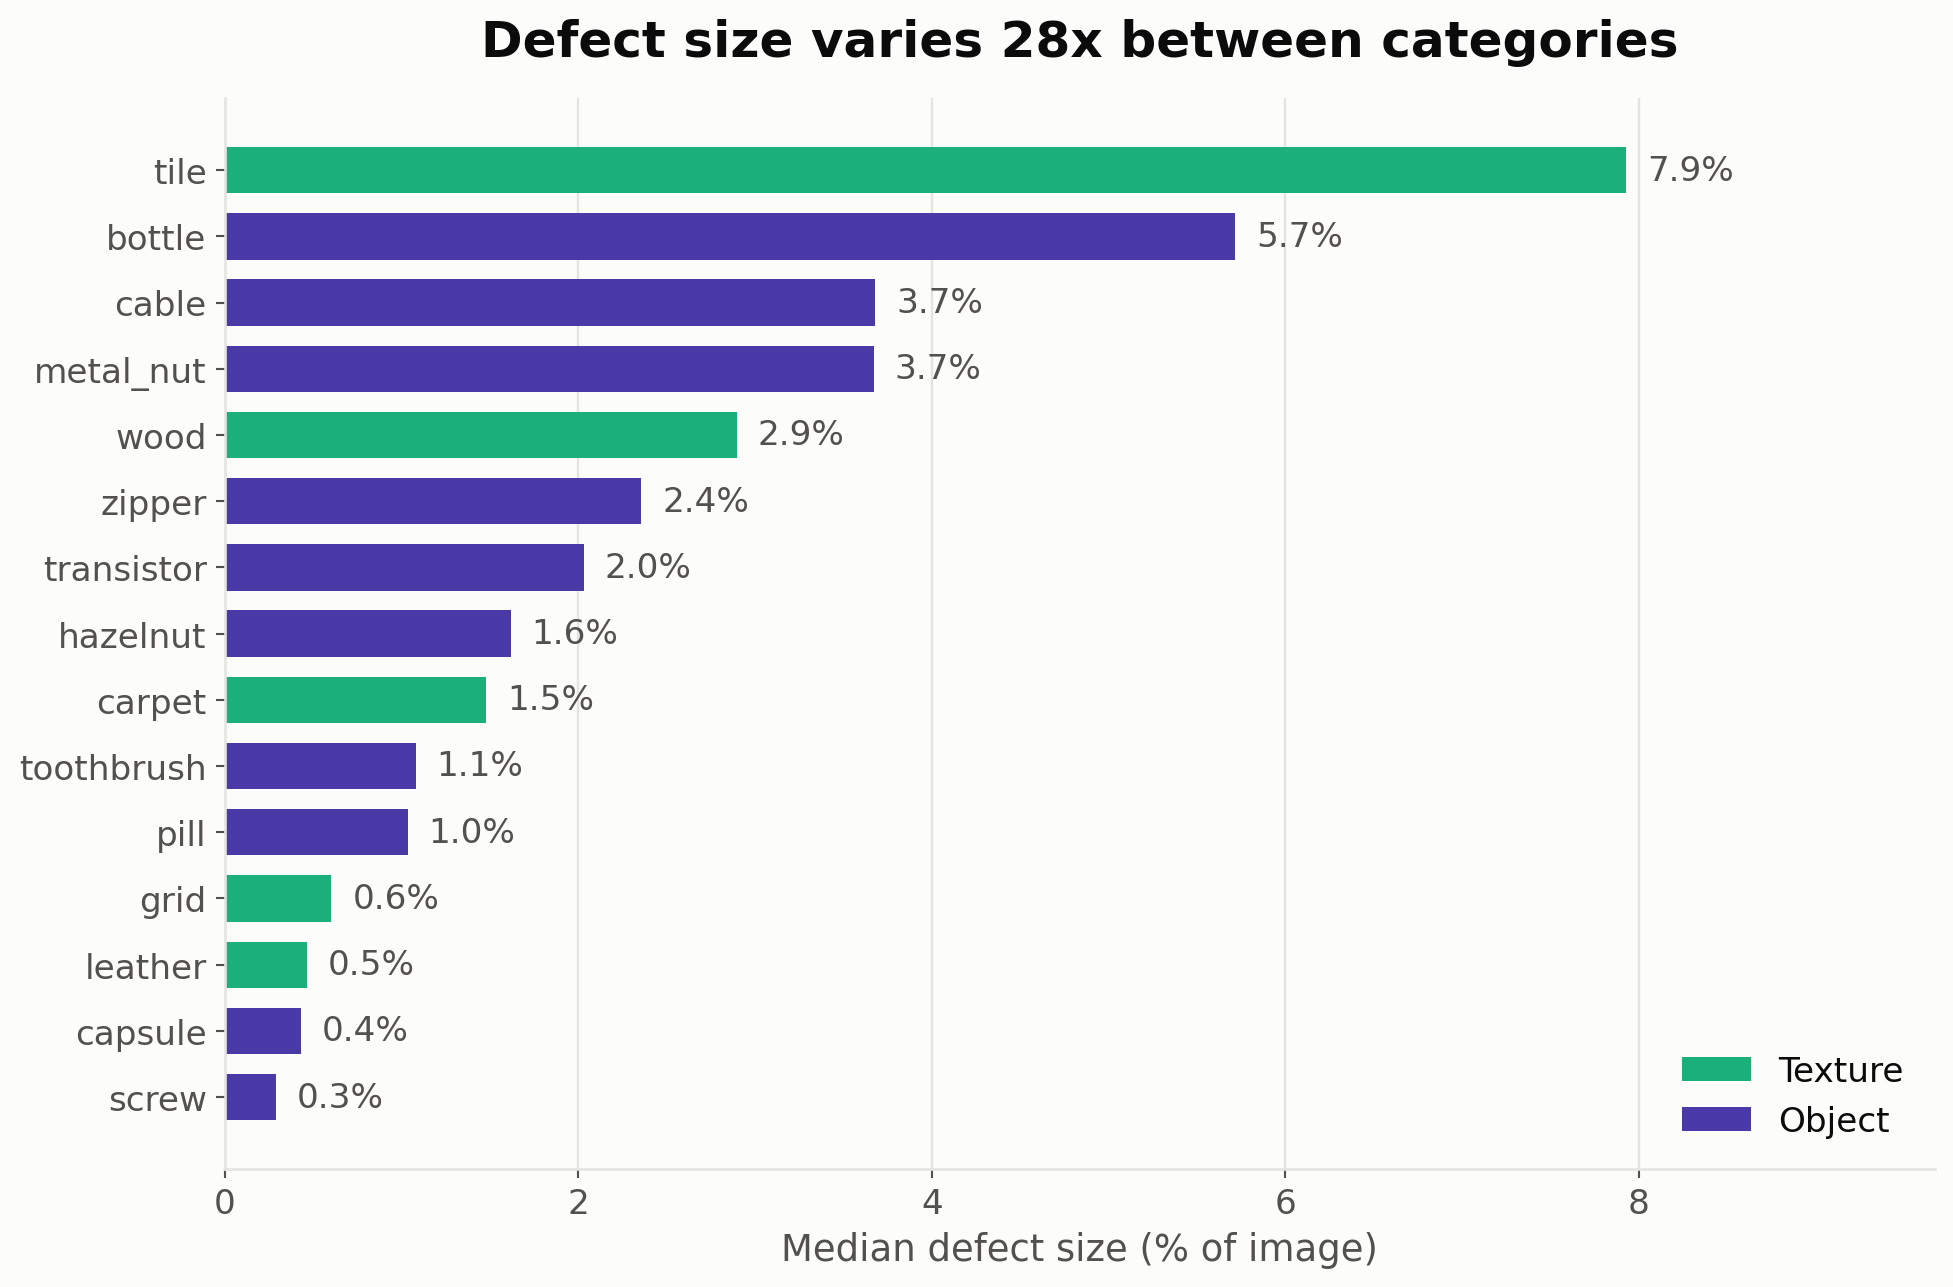 Defect size varies 28x between categories
tile 7.9%
bottle 5.7%
cable 3.7%
metal_nut 3.7%
wood 2.9%
zipper 2.4%
transistor 2.0%
hazelnut 1.6%
carpet 1.5%
toothbrush 1.1%
pill 1.0%
grid 0.6%
leather 0.5%
capsule 0.4%
screw 0.3%
Texture
Object
0 2 4 6 8
Median defect size (% of image)